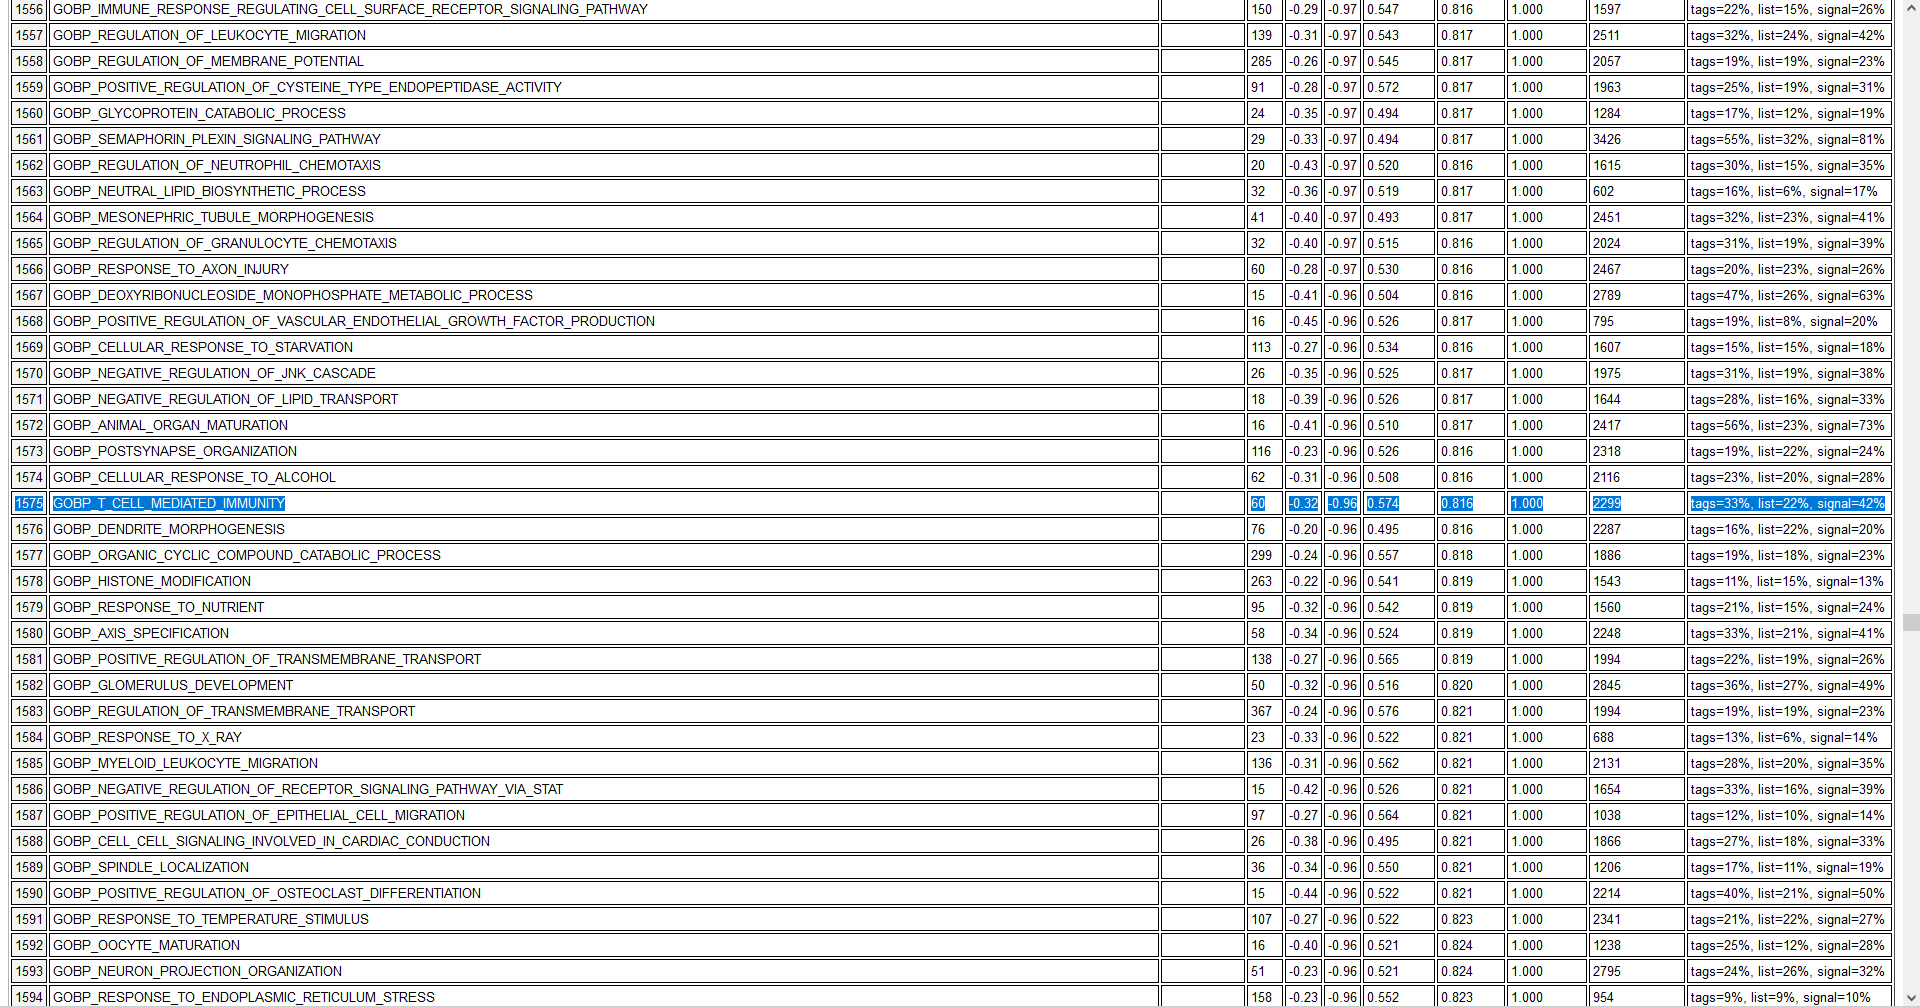 1556 GOBP_IMMUNE_RESPONSE_REGULATING_CELL_SURFACE_RECEPTOR_SIGNALING_PATHWAY 150 -0.29 -0.97 0.547 0.816 1.000 1597 tags=22%, list=15%, signal=26%
1557 GOBP_REGULATION_OF_LEUKOCYTE_MIGRATION 139 -0.31 -0.97 0.543 0.817 1.000 2511 tags=32%, list=24%, signal=42%
1558 GOBP_REGULATION_OF_MEMBRANE_POTENTIAL 285 -0.26 -0.97 0.545 0.817 1.000 2057 tags=19%, list=19%, signal=23%
1559 GOBP_POSITIVE_REGULATION_OF_CYSTEINE_TYPE_ENDOPEPTIDASE_ACTIVITY 91 -0.28 -0.97 0.572 0.817 1.000 1963 tags=25%, list=19%, signal=31%
1560 GOBP_GLYCOPROTEIN_CATABOLIC_PROCESS 24 -0.35 -0.97 0.494 0.817 1.000 1284 tags=17%, list=12%, signal=19%
1561 GOBP_SEMAPHORIN_PLEXIN_SIGNALING_PATHWAY 29 -0.33 -0.97 0.494 0.817 1.000 3426 tags=55%, list=32%, signal=81%
1562 GOBP_REGULATION_OF_NEUTROPHIL_CHEMOTAXIS 20 -0.43 -0.97 0.520 0.816 1.000 1615 tags=30%, list=15%, signal=35%
1563 GOBP_NEUTRAL_LIPID_BIOSYNTHETIC_PROCESS 32 -0.36 -0.97 0.519 0.817 1.000 602 tags=16%, list=6%, signal=17%
1564 GOBP_MESONEPHRIC_TUBULE_MORPHOGENESIS 41 -0.40 -0.97 0.493 0.817 1.000 2451 tags=32%, list=23%, signal=41%
1565 GOBP_REGULATION_OF_GRANULOCYTE_CHEMOTAXIS 32 -0.40 -0.97 0.515 0.816 1.000 2024 tags=31%, list=19%, signal=39%
1566 GOBP_RESPONSE_TO_AXON_INJURY 60 -0.28 -0.97 0.530 0.816 1.000 2467 tags=20%, list=23%, signal=26%
1567 GOBP_DEOXYRIBONUCLEOSIDE_MONOPHOSPHATE_METABOLIC_PROCESS 15 -0.41 -0.96 0.504 0.816 1.000 2789 tags=47%, list=26%, signal=63%
1568 GOBP_POSITIVE_REGULATION_OF_VASCULAR_ENDOTHELIAL_GROWTH_FACTOR_PRODUCTION 16 -0.45 -0.96 0.526 0.817 1.000 795 tags=19%, list=8%, signal=20%
1569 GOBP_CELLULAR_RESPONSE_TO_STARVATION 113 -0.27 -0.96 0.534 0.816 1.000 1607 tags=15%, list=15%, signal=18%
1570 GOBP_NEGATIVE_REGULATION_OF_JNK_CASCADE 26 -0.35 -0.96 0.525 0.817 1.000 1975 tags=31%, list=19%, signal=38%
1571 GOBP_NEGATIVE_REGULATION_OF_LIPID_TRANSPORT 18 -0.39 -0.96 0.526 0.817 1.000 1644 tags=28%, list=16%, signal=33%
1572 GOBP_ANIMAL_ORGAN_MATURATION 16 -0.41 -0.96 0.510 0.817 1.000 2417 tags=56%, list=23%, signal=73%
1573 GOBP_POSTSYNAPSE_ORGANIZATION 116 -0.23 -0.96 0.526 0.817 1.000 2318 tags=19%, list=22%, signal=24%
1574 GOBP_CELLULAR_RESPONSE_TO_ALCOHOL 62 -0.31 -0.96 0.508 0.816 1.000 2116 tags=23%, list=20%, signal=28%
1575 GOBP_T_CELL_MEDIATED_IMMUNITY 60 -0.32 -0.96 0.574 0.816 1.000 2299 tags=33%, list=22%, signal=42%
1576 GOBP_DENDRITE_MORPHOGENESIS 76 -0.20 -0.96 0.495 0.816 1.000 2287 tags=16%, list=22%, signal=20%
1577 GOBP_ORGANIC_CYCLIC_COMPOUND_CATABOLIC_PROCESS 299 -0.24 -0.96 0.557 0.818 1.000 1886 tags=19%, list=18%, signal=23%
1578 GOBP_HISTONE_MODIFICATION 263 -0.22 -0.96 0.541 0.819 1.000 1543 tags=11%, list=15%, signal=13%
1579 GOBP_RESPONSE_TO_NUTRIENT 95 -0.32 -0.96 0.542 0.819 1.000 1560 tags=21%, list=15%, signal=24%
1580 GOBP_AXIS_SPECIFICATION 58 -0.34 -0.96 0.524 0.819 1.000 2248 tags=33%, list=21%, signal=41%
1581 GOBP_POSITIVE_REGULATION_OF_TRANSMEMBRANE_TRANSPORT 138 -0.27 -0.96 0.565 0.819 1.000 1994 tags=22%, list=19%, signal=26%
1582 GOBP_GLOMERULUS_DEVELOPMENT 50 -0.32 -0.96 0.516 0.820 1.000 2845 tags=36%, list=27%, signal=49%
1583 GOBP_REGULATION_OF_TRANSMEMBRANE_TRANSPORT 367 -0.24 -0.96 0.576 0.821 1.000 1994 tags=19%, list=19%, signal=23%
1584 GOBP_RESPONSE_TO_X_RAY 23 -0.33 -0.96 0.522 0.821 1.000 688 tags=13%, list=6%, signal=14%
1585 GOBP_MYELOID_LEUKOCYTE_MIGRATION 136 -0.31 -0.96 0.562 0.821 1.000 2131 tags=28%, list=20%, signal=35%
1586 GOBP_NEGATIVE_REGULATION_OF_RECEPTOR_SIGNALING_PATHWAY_VIA_STAT 15 -0.42 -0.96 0.526 0.821 1.000 1654 tags=33%, list=16%, signal=39%
1587 GOBP_POSITIVE_REGULATION_OF_EPITHELIAL_CELL_MIGRATION 97 -0.27 -0.96 0.564 0.821 1.000 1038 tags=12%, list=10%, signal=14%
1588 GOBP_CELL_CELL_SIGNALING_INVOLVED_IN_CARDIAC_CONDUCTION 26 -0.38 -0.96 0.495 0.821 1.000 1866 tags=27%, list=18%, signal=33%
1589 GOBP_SPINDLE_LOCALIZATION 36 -0.34 -0.96 0.550 0.821 1.000 1206 tags=17%, list=11%, signal=19%
1590 GOBP_POSITIVE_REGULATION_OF_OSTEOCLAST_DIFFERENTIATION 15 -0.44 -0.96 0.522 0.821 1.000 2214 tags=40%, list=21%, signal=50%
1591 GOBP_RESPONSE_TO_TEMPERATURE_STIMULUS 107 -0.27 -0.96 0.522 0.823 1.000 2341 tags=21%, list=22%, signal=27%
1592 GOBP_OOCYTE_MATURATION 16 -0.40 -0.96 0.521 0.824 1.000 1238 tags=25%, list=12%, signal=28%
1593 GOBP_NEURON_PROJECTION_ORGANIZATION 51 -0.23 -0.96 0.521 0.824 1.000 2795 tags=24%, list=26%, signal=32%
1594 GOBP_RESPONSE_TO_ENDOPLASMIC_RETICULUM_STRESS 158 -0.23 -0.96 0.552 0.823 1.000 954 tags=9%, list=9%, signal=10%